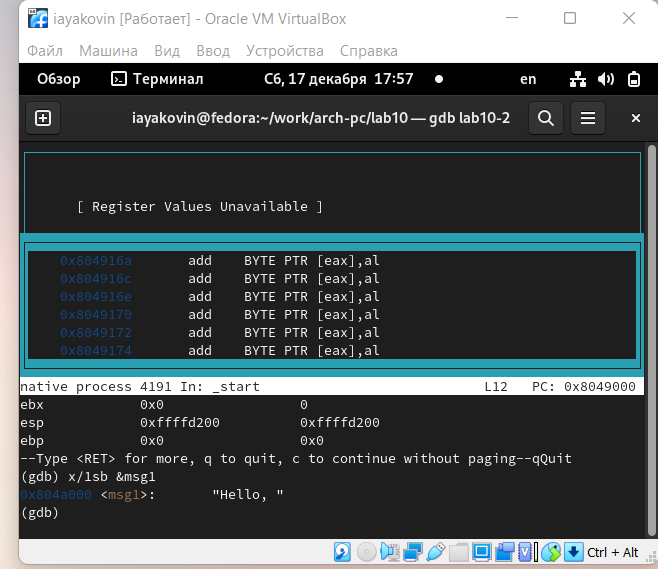 iayakovin [Работает] - Oracle VM VirtualBox
Файл Машина Вид Ввод Устройства Справка
Обзор Терминал Сб, 17 декабря 17:57 en
iayakovin@fedora:~/work/arch-pc/lab10 — gdb lab10-2
[ Register Values Unavailable ]
0x804916a add BYTE PTR [eax],al
0x804916c add BYTE PTR [eax],al
0x804916e add BYTE PTR [eax],al
0x8049170 add BYTE PTR [eax],al
0x8049172 add BYTE PTR [eax],al
0x8049174 add BYTE PTR [eax],al
native process 4191 In: _start L12 PC: 0x8049000
ebx 0x0 0
esp 0xffffd200 0xffffd200
ebp 0x0 0x0
--Type <RET> for more, q to quit, c to continue without paging--qQuit
(gdb) x/1sb &msg1
0x804a000 <msg1>: "Hello, "
(gdb)
Ctrl + Alt